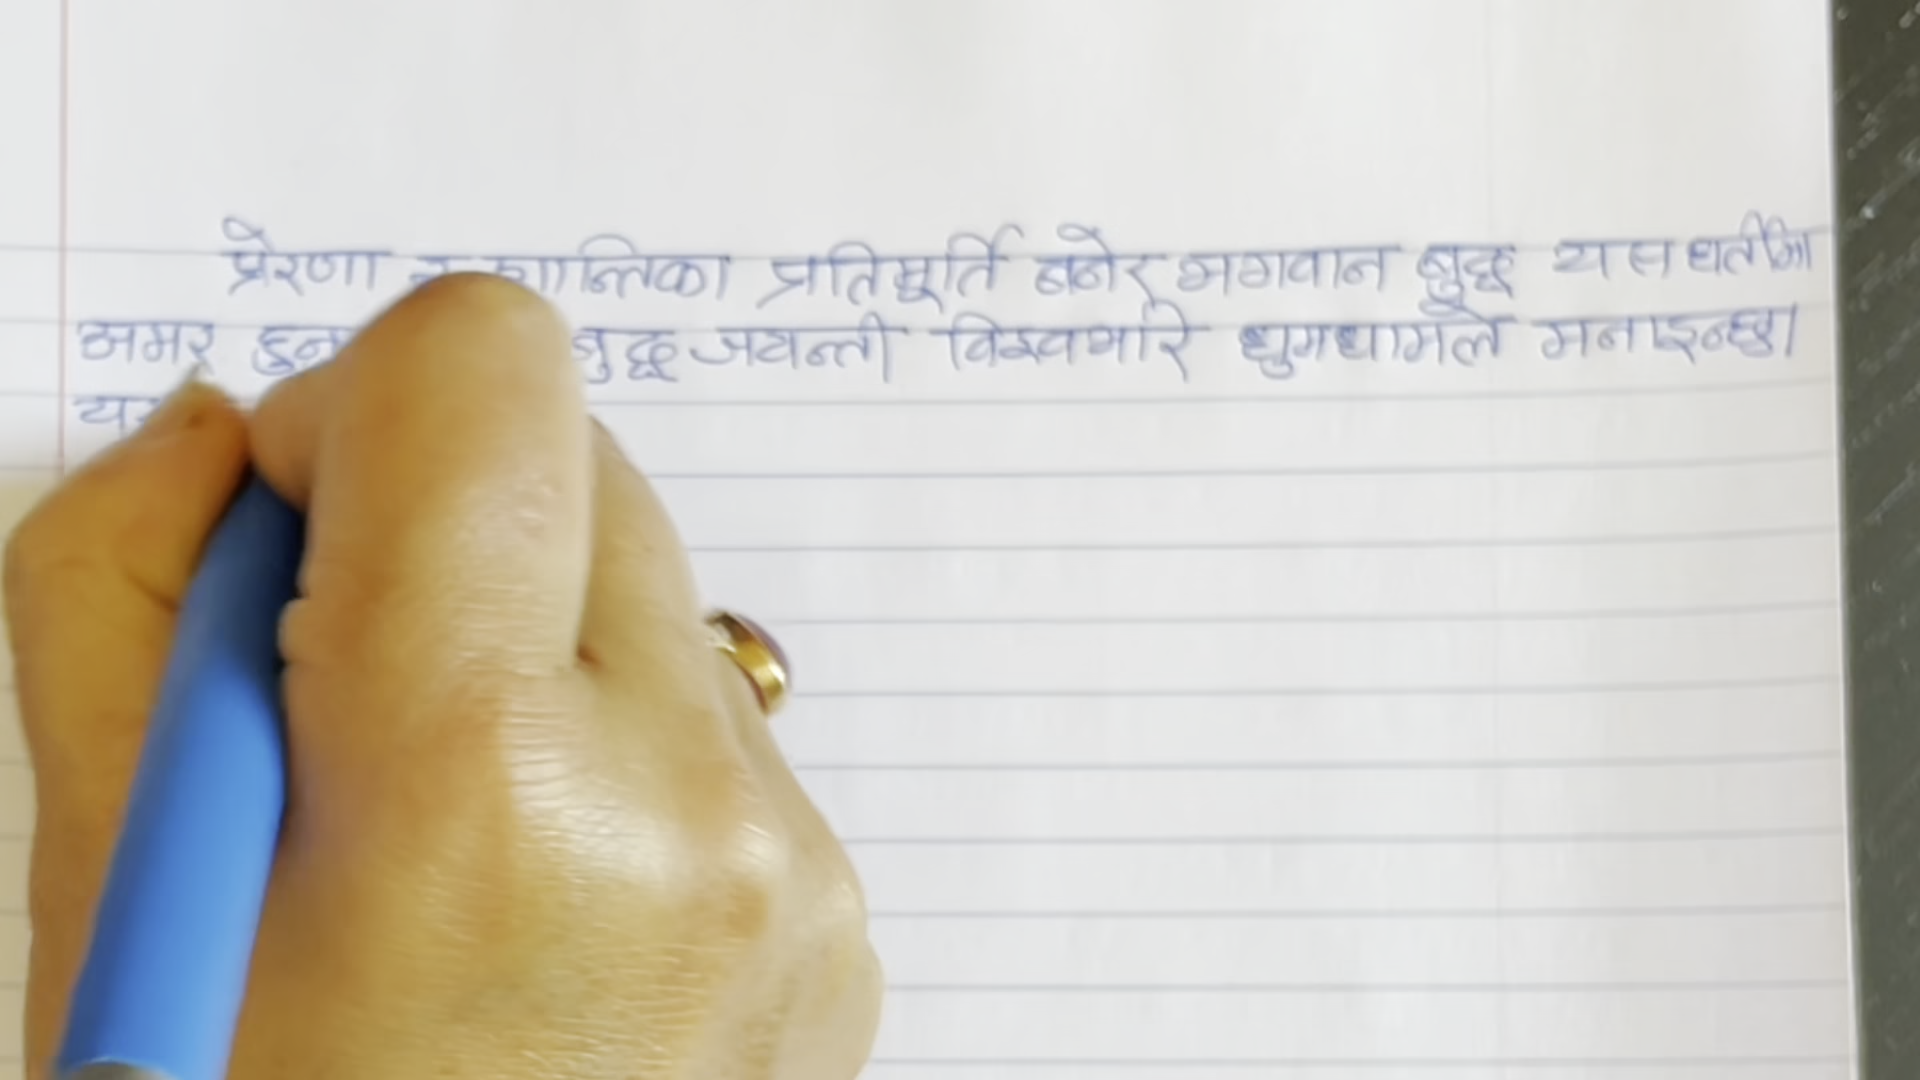 प्रेरणा शान्तिका प्रतिमूर्ति बनेर भगवान बुद्ध यस धर्तीमा
अमर बुद्ध जयन्ती विश्वभरि धुमधामले मनाइन्छ।